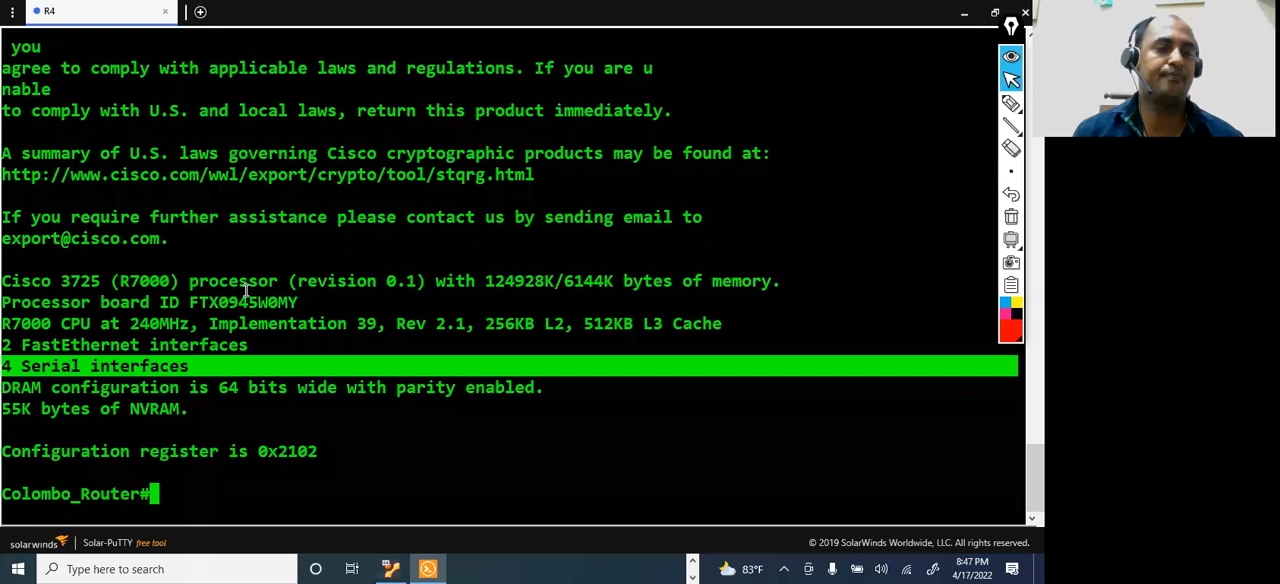 R4
you
agree to comply with applicable laws and regulations. If you are u
nable
to comply with U.S. and local laws, return this product immediately.
A summary of U.S. laws governing Cisco cryptographic products may be found at:
http://www.cisco.com/wwl/export/crypto/tool/stqrg.html
If you require further assistance please contact us by sending email to
export@cisco.com.
Cisco 3725 (R7000) processor (revision 0.1) with 124928K/6144K bytes of memory.
Processor board ID FTX0945W0MY
R7000 CPU at 240MHz, Implementation 39, Rev 2.1, 256KB L2, 512KB L3 Cache
2 FastEthernet interfaces
4 Serial interfaces
DRAM configuration is 64 bits wide with parity enabled.
55K bytes of NVRAM.
Configuration register is 0x2102
Colombo_Router#
solarwinds Solar-PuTTY free tool © 2019 SolarWinds Worldwide, LLC. All rights reserved.
Type here to search 83°F 8:47 PM
4/17/2022